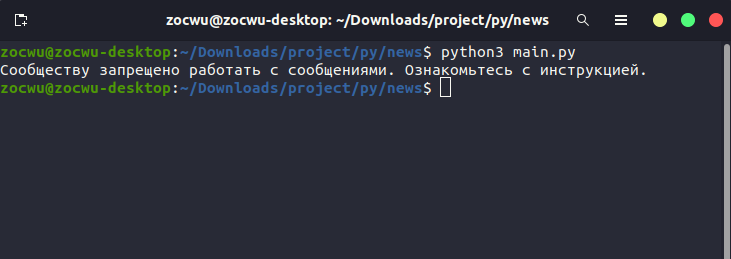 zocwu@zocwu-desktop: ~/Downloads/project/py/news
zocwu@zocwu-desktop:~/Downloads/project/py/news$ python3 main.py
Сообществу запрещено работать с сообщениями. Ознакомьтесь с инструкцией.
zocwu@zocwu-desktop:~/Downloads/project/py/news$